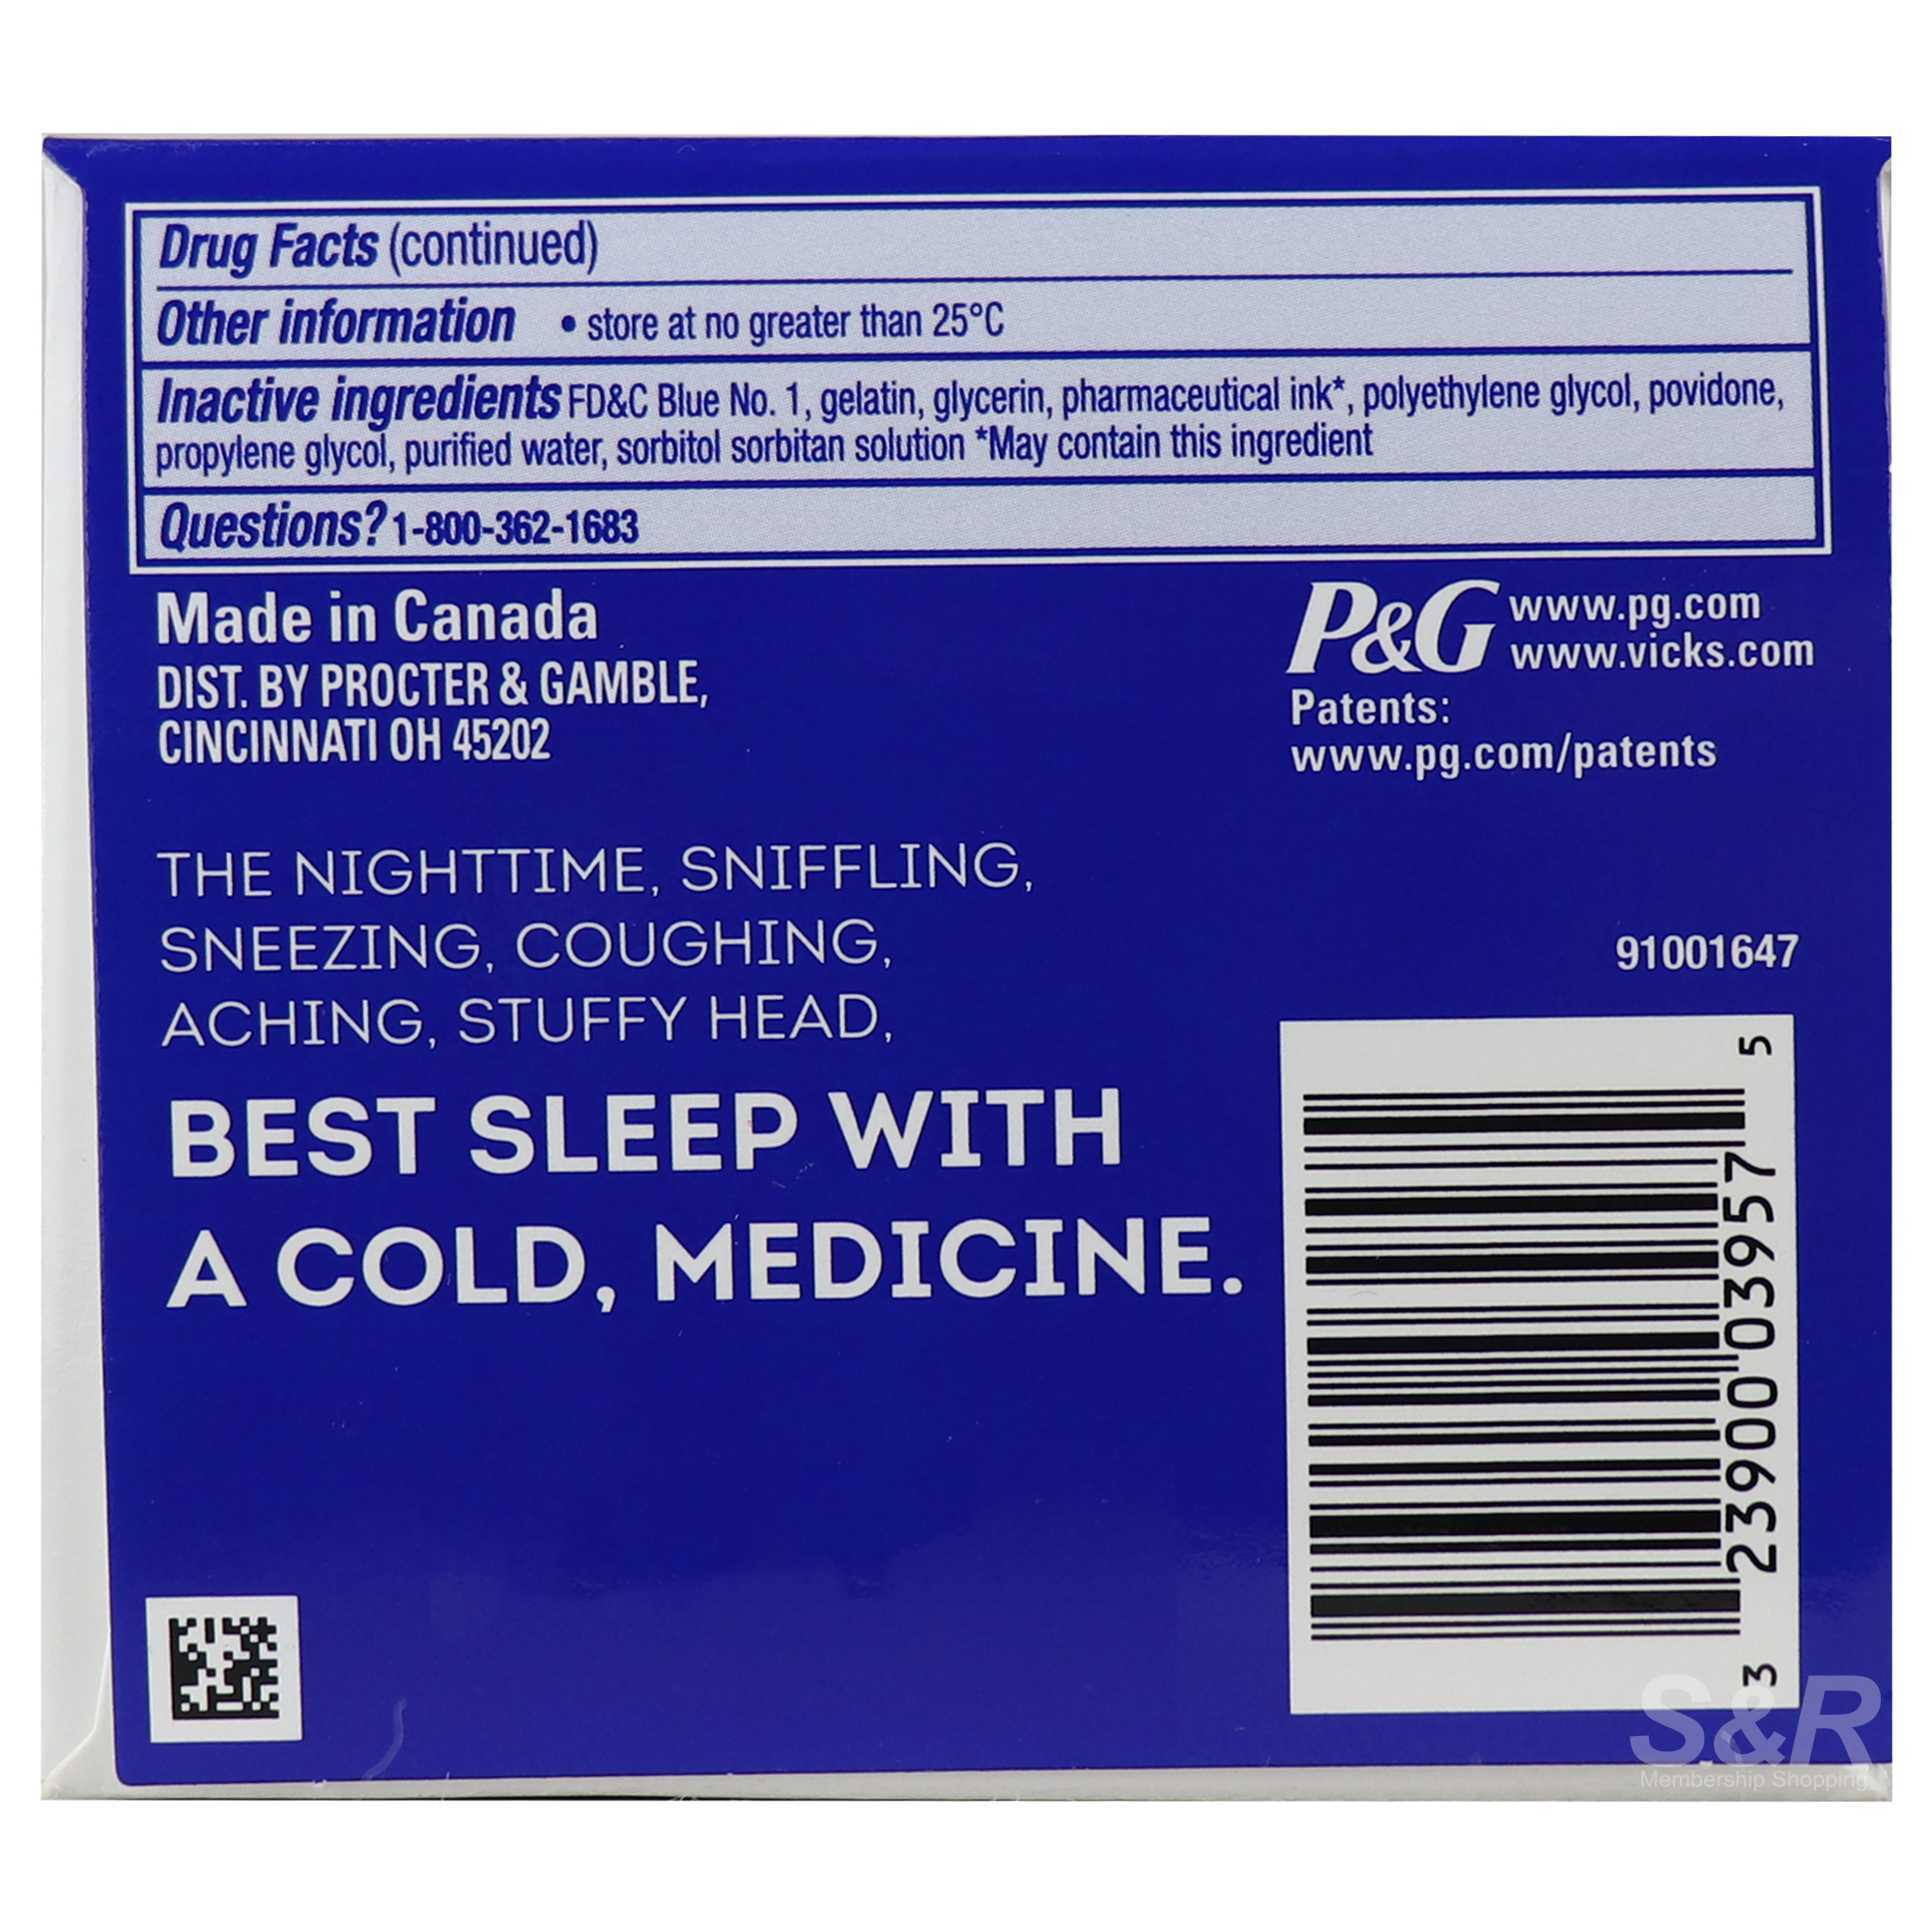 Drug Facts (continued)
Other information • store at no greater than 25°C
Inactive ingredients FD&C Blue No. 1, gelatin, glycerin, pharmaceutical ink*, polyethylene glycol, povidone,
propylene glycol, purified water, sorbitol sorbitan solution *May contain this ingredient
Questions? 1-800-362-1683
Made in Canada
DIST. BY PROCTER & GAMBLE,
CINCINNATI OH 45202
P&G www.pg.com
www.vicks.com
Patents:
www.pg.com/patents
THE NIGHTTIME, SNIFFLING,
SNEEZING, COUGHING,
ACHING, STUFFY HEAD,
BEST SLEEP WITH
A COLD, MEDICINE.
91001647
3 23900 03957 5
S&R
Membership Shopping